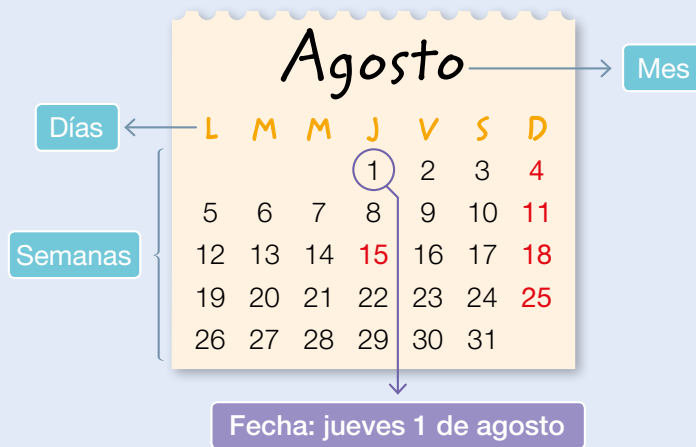 Agosto
Mes
Días
L M M J V S D
1 2 3 4
5 6 7 8 9 10 11
Semanas
12 13 14 15 16 17 18
19 20 21 22 23 24 25
26 27 28 29 30 31
Fecha: jueves 1 de agosto